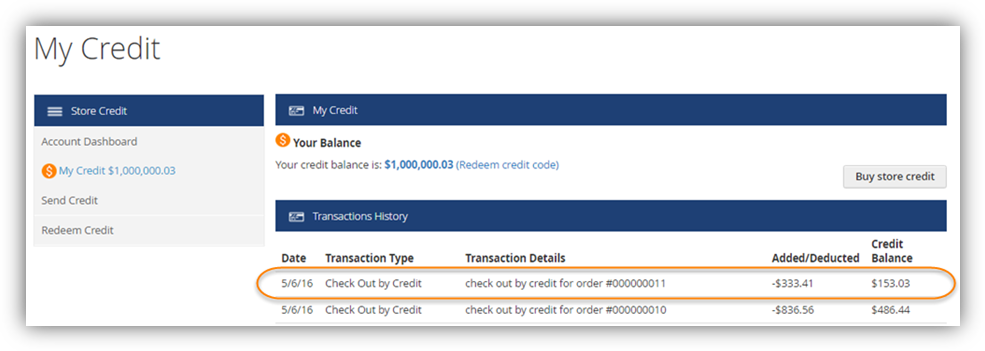 My Credit
Store Credit
Account Dashboard
$ My Credit $1,000,000.03
Send Credit
Redeem Credit
My Credit
$ Your Balance
Your credit balance is: $1,000,000.03 (Redeem credit code)
Buy store credit
Transactions History
Date Transaction Type Transaction Details Added/Deducted Credit Balance
5/6/16 Check Out by Credit check out by credit for order #000000011 -$333.41 $153.03
5/6/16 Check Out by Credit check out by credit for order #000000010 -$836.56 $486.44